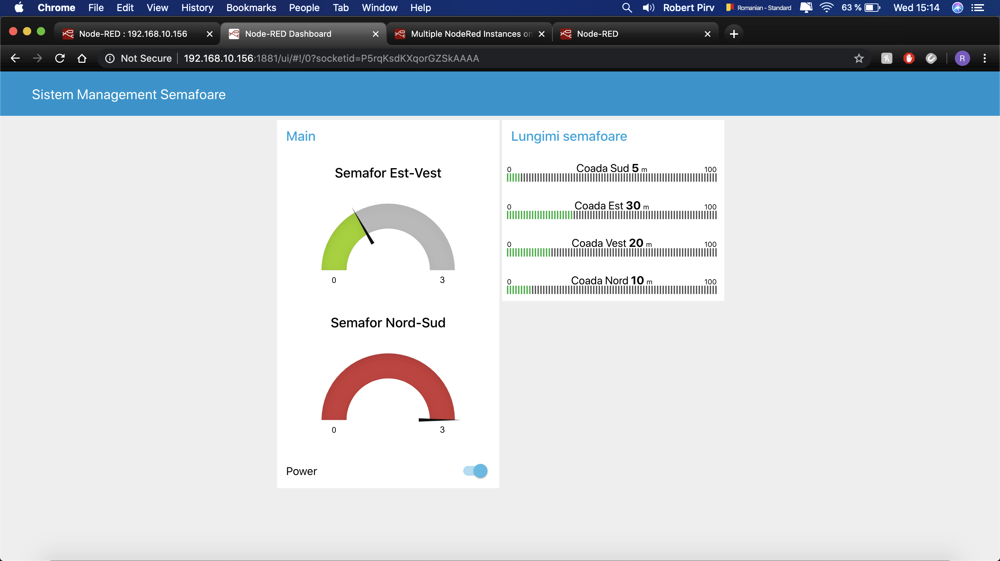 Chrome File Edit View History Bookmarks People Tab Window Help Robert Pirv Romanian - Standard 63 % Wed 15:14
Node-RED : 192.168.10.156 Node-RED Dashboard Multiple NodeRed Instances on Node-RED
Not Secure 192.168.10.156:1881/ui/#!/0?socketid=P5rqKsdKXqorGZSkAAAA R
Sistem Management Semafoare
Main
Semafor Est-Vest
0 3
Semafor Nord-Sud
0 3
Power
Lungimi semafoare
0 Coada Sud 5 m 100
0 Coada Est 30 m 100
0 Coada Vest 20 m 100
0 Coada Nord 10 m 100